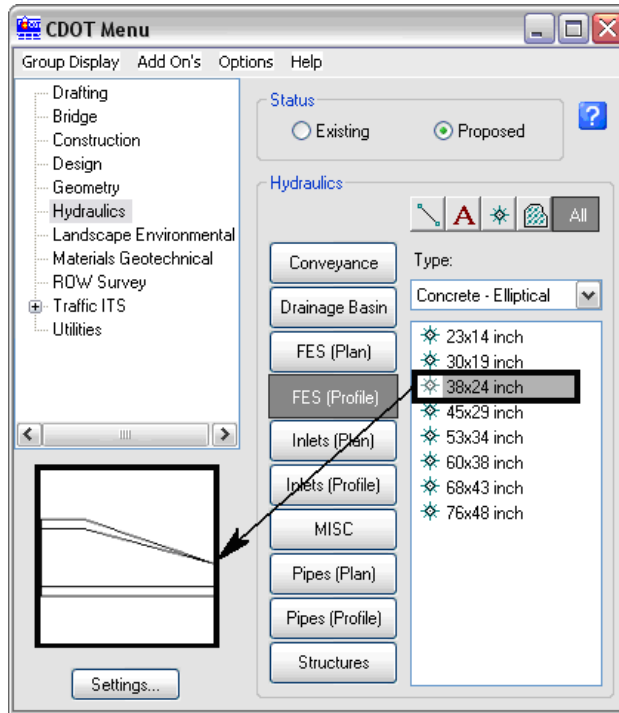 CDOT Menu
Group Display Add On's Options Help
Drafting
Bridge
Construction
Design
Geometry
Hydraulics
Landscape Environmental
Materials Geotechnical
ROW Survey
Traffic ITS
Utilities
Status
Existing
Proposed
?
Hydraulics
A
All
Conveyance
Drainage Basin
FES (Plan)
FES (Profile)
Inlets (Plan)
Inlets (Profile)
MISC
Pipes (Plan)
Pipes (Profile)
Structures
Type:
Concrete - Elliptical
23x14 inch
30x19 inch
38x24 inch
45x29 inch
53x34 inch
60x38 inch
68x43 inch
76x48 inch
Settings...